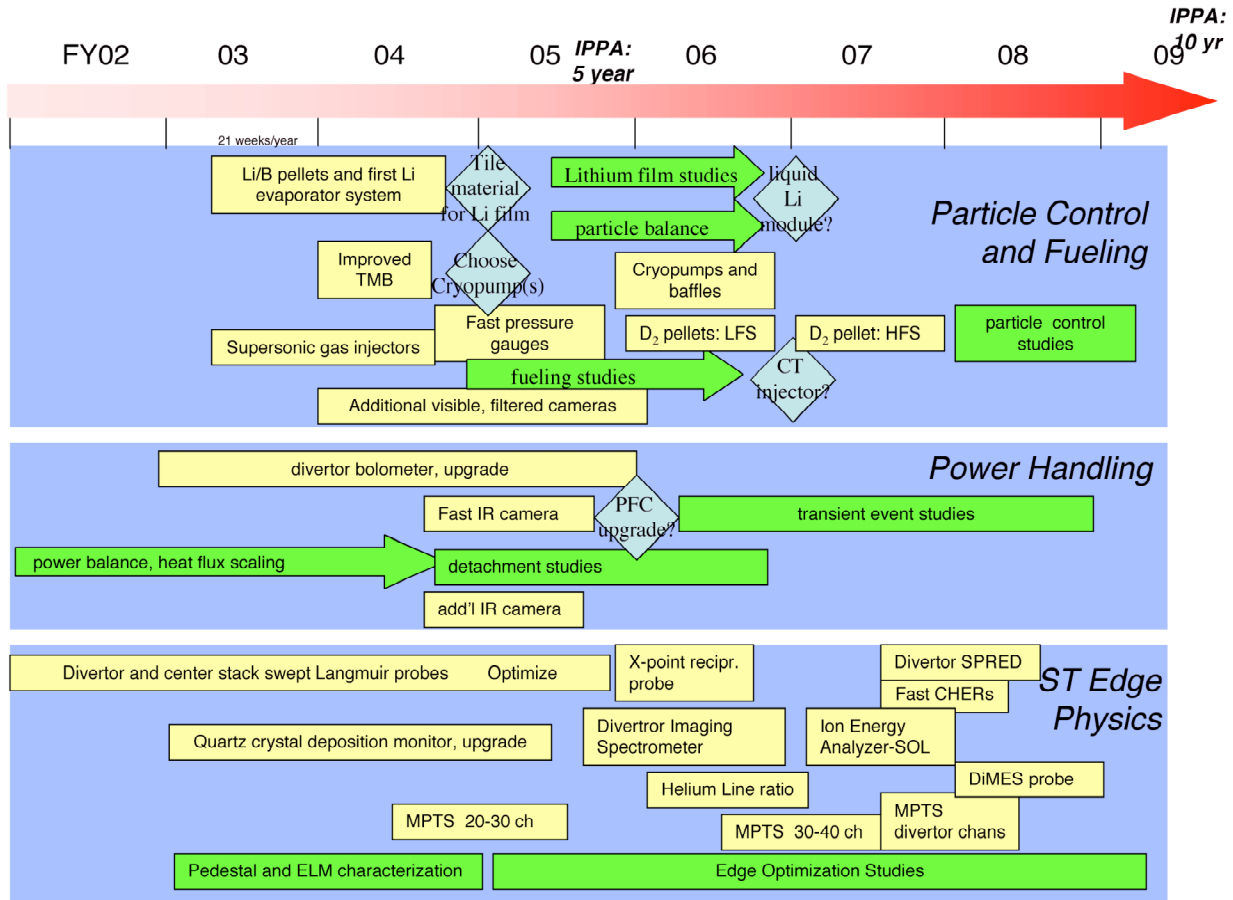 IPPA:
10 yr
FY02 03 04 05 IPPA: 06 07 08 09
5 year
21 weeks/year
Particle Control
and Fueling
Li/B pellets and first Li
evaporator system
Tile
material
for Li film
Lithium film studies
liquid
Li
module?
particle balance
Improved
TMB
Choose
Cryopump(s)
Cryopumps and
baffles
Supersonic gas injectors
Fast pressure
gauges
D2 pellets: LFS
D2 pellet: HFS
particle control
studies
fueling studies
CT
injector?
Additional visible, filtered cameras
Power Handling
divertor bolometer, upgrade
Fast IR camera
PFC
upgrade?
transient event studies
power balance, heat flux scaling
detachment studies
add'l IR camera
ST Edge
Physics
Divertor and center stack swept Langmuir probes Optimize
X-point recipr.
probe
Divertor SPRED
Fast CHERs
Quartz crystal deposition monitor, upgrade
Divertror Imaging
Spectrometer
Ion Energy
Analyzer-SOL
Helium Line ratio
DiMES probe
MPTS 20-30 ch
MPTS 30-40 ch
MPTS
divertor chans
Pedestal and ELM characterization
Edge Optimization Studies